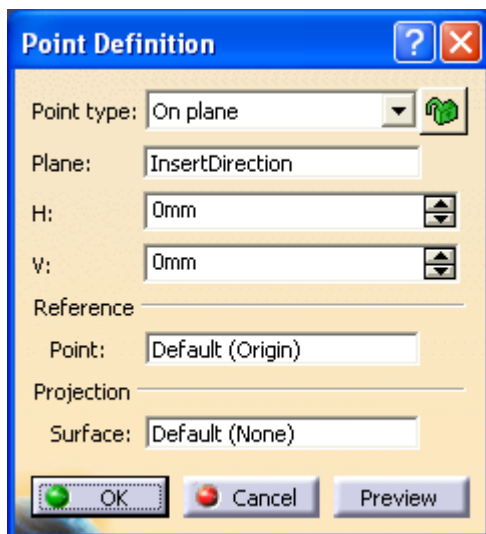 Point Definition
Point type: On plane
Plane: InsertDirection
H: 0mm
V: 0mm
Reference
Point: Default (Origin)
Projection
Surface: Default (None)
OK Cancel Preview